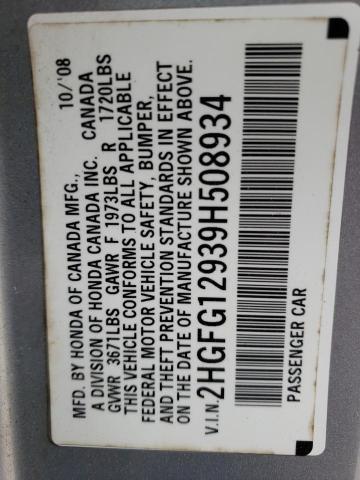 MFD. BY HONDA OF CANADA MFG., 10/'08
A DIVISION OF HONDA CANADA INC. CANADA
GVWR 3671LBS GAWR F 1973LBS R 1720LBS
THIS VEHICLE CONFORMS TO ALL APPLICABLE
FEDERAL MOTOR VEHICLE SAFETY, BUMPER,
AND THEFT PREVENTION STANDARDS IN EFFECT
ON THE DATE OF MANUFACTURE SHOWN ABOVE.
V.I.N. 2HGFG12939H508934
PASSENGER CAR